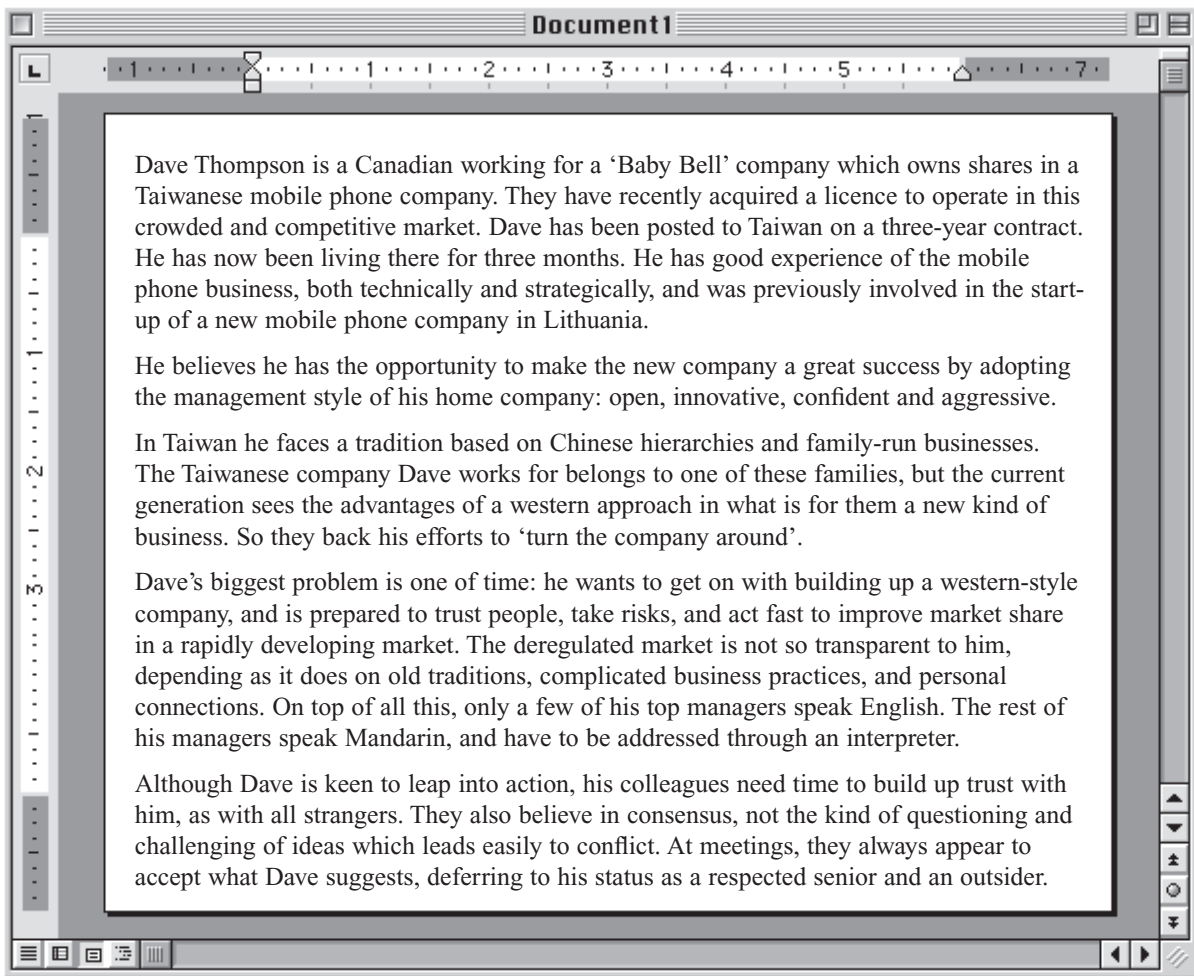 Document1
1 1 2 3 4 5 7
Dave Thompson is a Canadian working for a ‘Baby Bell’ company which owns shares in a
Taiwanese mobile phone company. They have recently acquired a licence to operate in this
crowded and competitive market. Dave has been posted to Taiwan on a three-year contract.
He has now been living there for three months. He has good experience of the mobile
phone business, both technically and strategically, and was previously involved in the start-
up of a new mobile phone company in Lithuania.
He believes he has the opportunity to make the new company a great success by adopting
the management style of his home company: open, innovative, confident and aggressive.
In Taiwan he faces a tradition based on Chinese hierarchies and family-run businesses.
The Taiwanese company Dave works for belongs to one of these families, but the current
generation sees the advantages of a western approach in what is for them a new kind of
business. So they back his efforts to ‘turn the company around’.
Dave’s biggest problem is one of time: he wants to get on with building up a western-style
company, and is prepared to trust people, take risks, and act fast to improve market share
in a rapidly developing market. The deregulated market is not so transparent to him,
depending as it does on old traditions, complicated business practices, and personal
connections. On top of all this, only a few of his top managers speak English. The rest of
his managers speak Mandarin, and have to be addressed through an interpreter.
Although Dave is keen to leap into action, his colleagues need time to build up trust with
him, as with all strangers. They also believe in consensus, not the kind of questioning and
challenging of ideas which leads easily to conflict. At meetings, they always appear to
accept what Dave suggests, deferring to his status as a respected senior and an outsider.
1
2
3